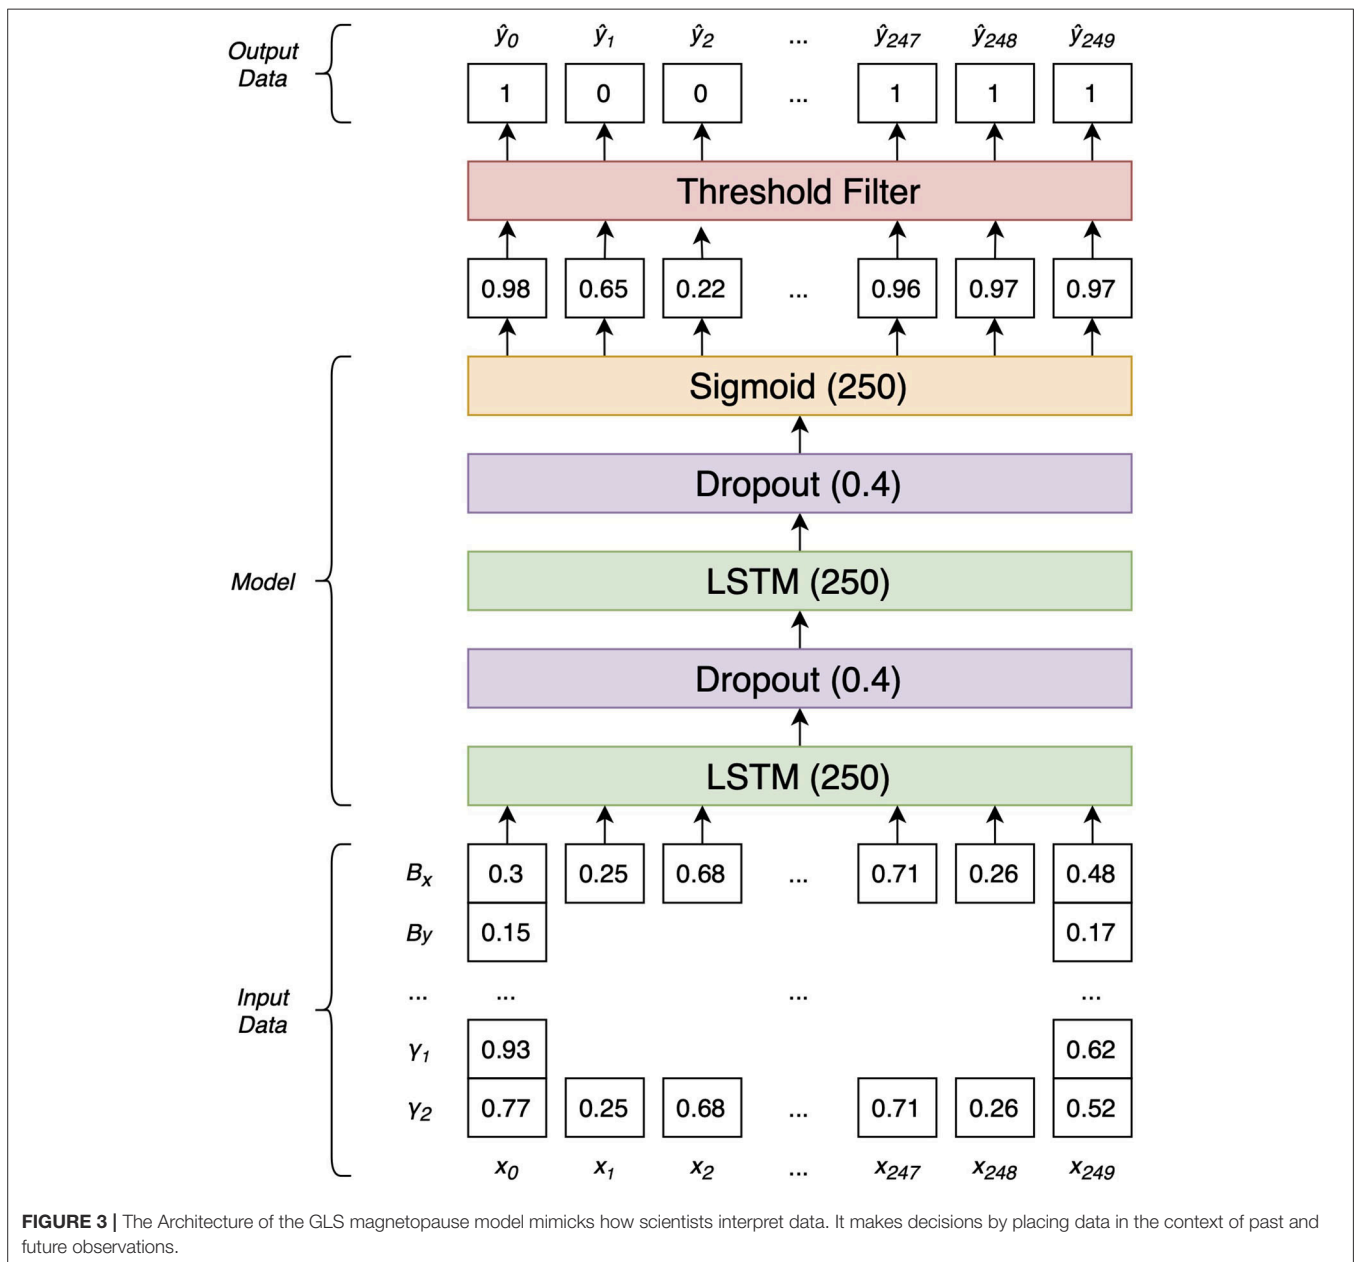 Output Data
ŷ0 ŷ1 ŷ2 ... ŷ247 ŷ248 ŷ249
1 0 0 ... 1 1 1
Threshold Filter
0.98 0.65 0.22 ... 0.96 0.97 0.97
Sigmoid (250)
Dropout (0.4)
LSTM (250)
Model
Dropout (0.4)
LSTM (250)
Bx 0.3 0.25 0.68 ... 0.71 0.26 0.48
By 0.15 0.17
Input Data
... ... ... ...
γ1 0.93 0.62
γ2 0.77 0.25 0.68 ... 0.71 0.26 0.52
x0 x1 x2 ... x247 x248 x249
FIGURE 3 | The Architecture of the GLS magnetopause model mimicks how scientists interpret data. It makes decisions by placing data in the context of past and
future observations.